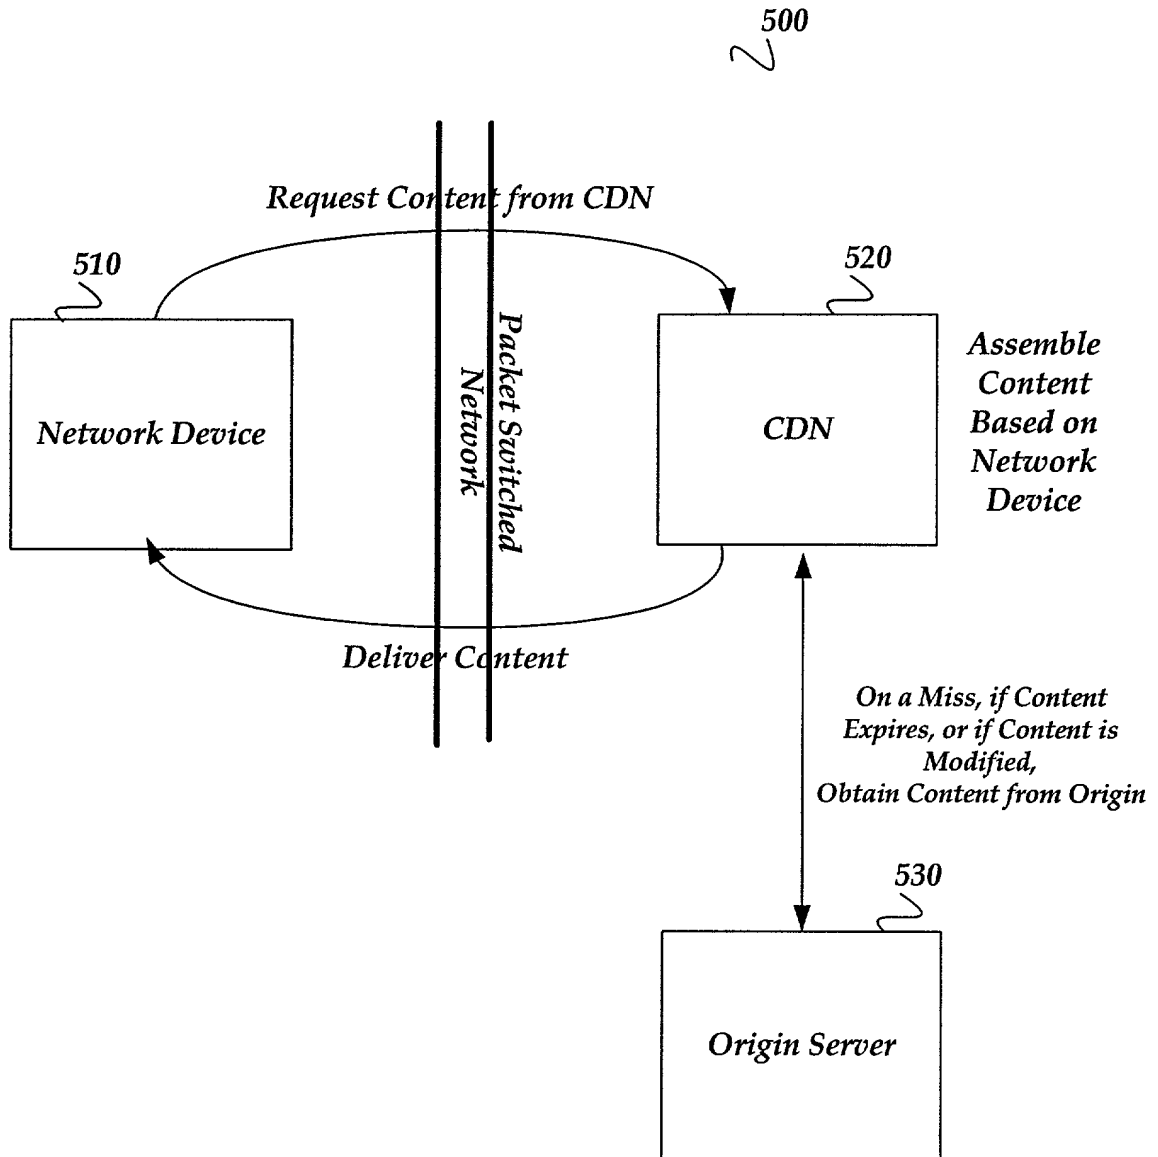 500
Request Content from CDN
510
520
Packet Switched
Network
Network Device
CDN
Assemble
Content
Based on
Network
Device
Deliver Content
On a Miss, if Content
Expires, or if Content is
Modified,
Obtain Content from Origin
530
Origin Server